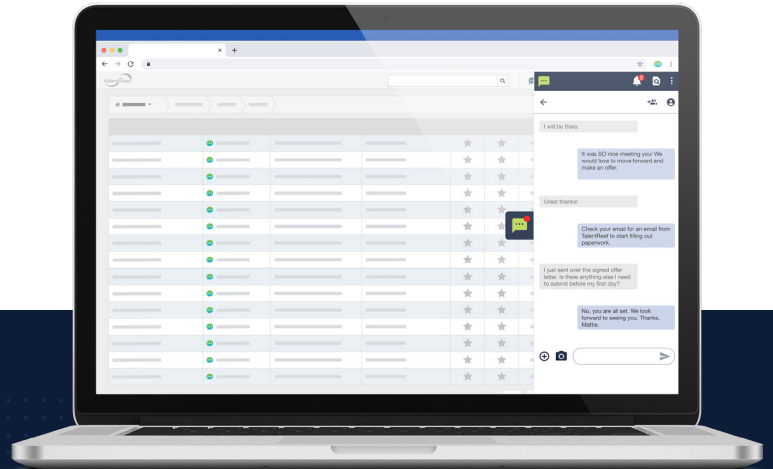 talentReef
2
I will be there.
It was SO nice meeting you! We
would love to move forward and
make an offer.
Great thanks!
Check your email for an email from
TalentReef to start filling out
paperwork.
I just sent over the signed offer
letter. Is there anything else I need
to submit before my first day?
No, you are all set. We look
forward to seeing you. Thanks,
Mattie.